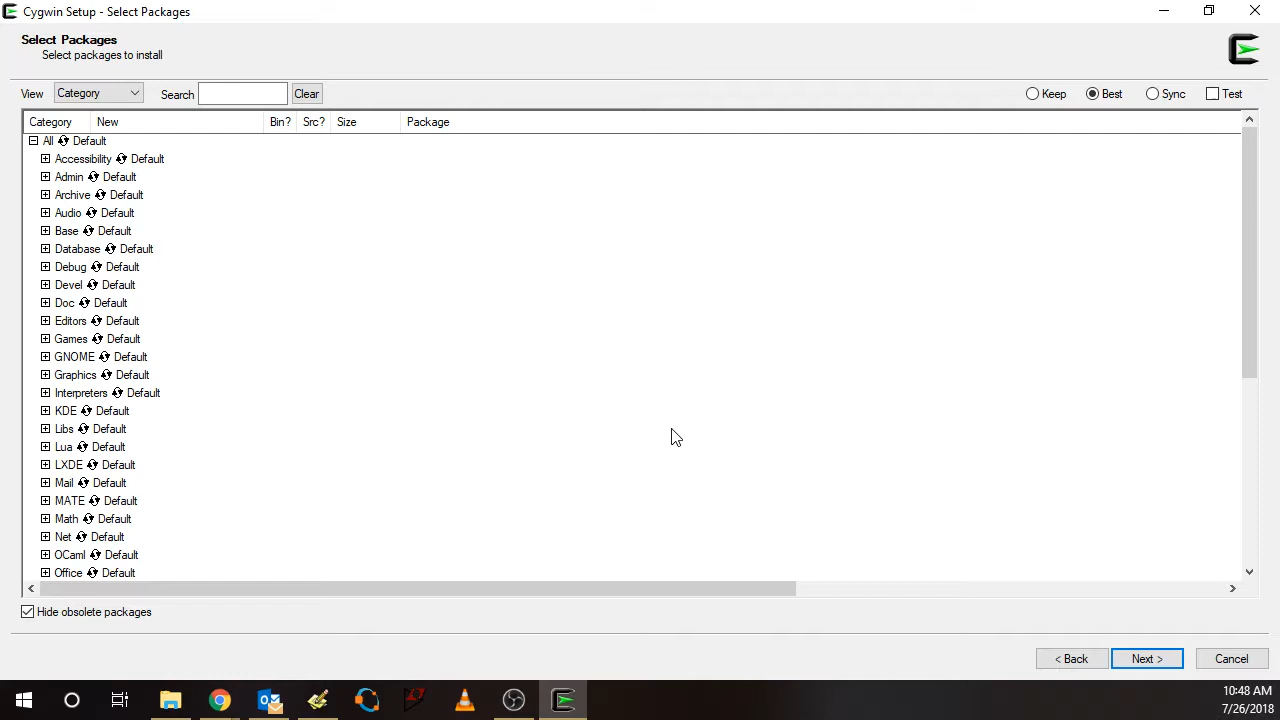 Cygwin Setup - Select Packages
Select Packages
Select packages to install
View Category Search Clear Keep Best Sync Test
Category New Bin? Src? Size Package
All Default
Accessibility Default
Admin Default
Archive Default
Audio Default
Base Default
Database Default
Debug Default
Devel Default
Doc Default
Editors Default
Games Default
GNOME Default
Graphics Default
Interpreters Default
KDE Default
Libs Default
Lua Default
LXDE Default
Mail Default
MATE Default
Math Default
Net Default
OCaml Default
Office Default
Hide obsolete packages
< Back Next > Cancel
10:48 AM
7/26/2018